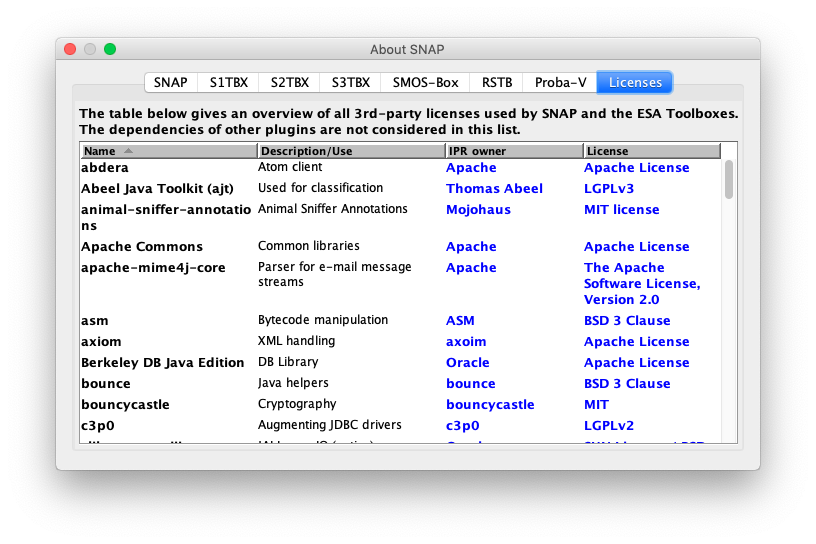 About SNAP
SNAP S1TBX S2TBX S3TBX SMOS-Box RSTB Proba-V Licenses
The table below gives an overview of all 3rd-party licenses used by SNAP and the ESA Toolboxes.
The dependencies of other plugins are not considered in this list.
Name Description/Use IPR owner License
abdera Atom client Apache Apache License
Abeel Java Toolkit (ajt) Used for classification Thomas Abeel LGPLv3
animal-sniffer-annotatio Animal Sniffer Annotations Mojohaus MIT license
ns
Apache Commons Common libraries Apache Apache License
apache-mime4j-core Parser for e-mail message Apache The Apache
streams Software License,
Version 2.0
asm Bytecode manipulation ASM BSD 3 Clause
axiom XML handling axoim Apache License
Berkeley DB Java Edition DB Library Oracle Apache License
bounce Java helpers bounce BSD 3 Clause
bouncycastle Cryptography bouncycastle MIT
c3p0 Augmenting JDBC drivers c3p0 LGPLv2